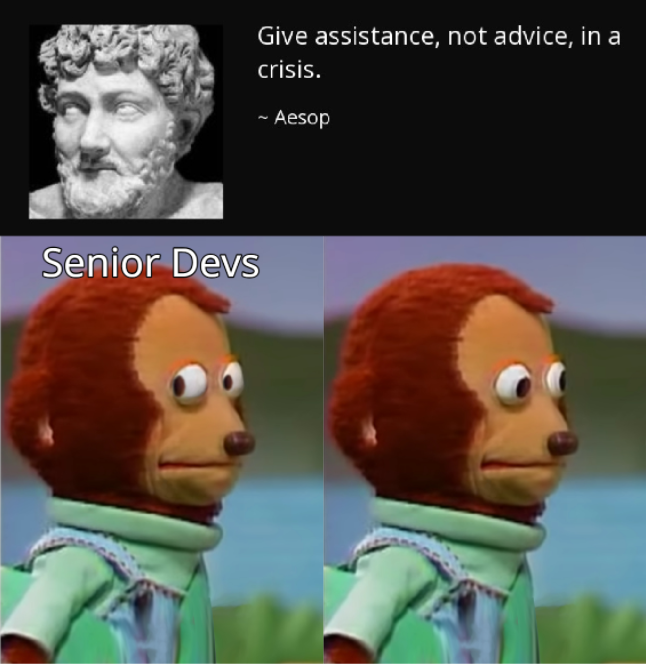 Give assistance, not advice, in a
crisis.
~ Aesop
Senior Devs